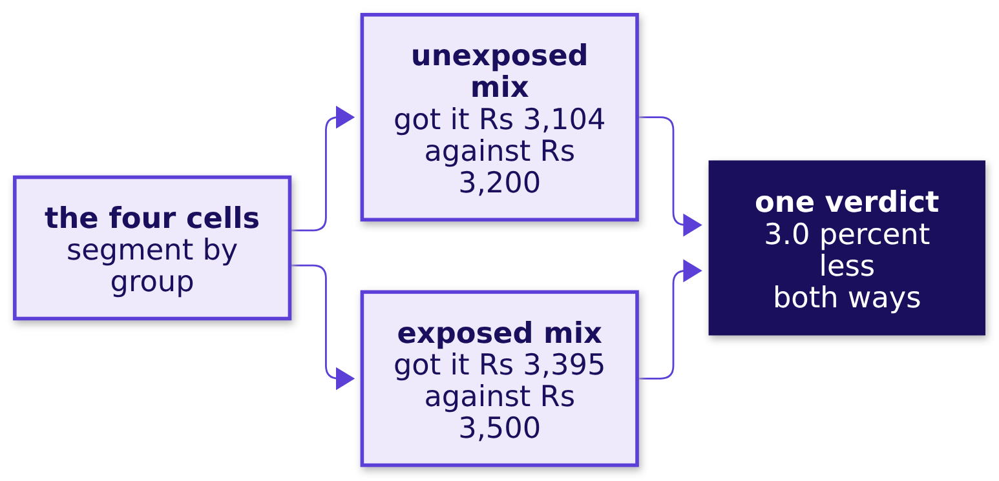 the four cells
segment by
group
unexposed
mix
got it Rs 3,104
against Rs
3,200
exposed mix
got it Rs 3,395
against Rs
3,500
one verdict
3.0 percent
less
both ways